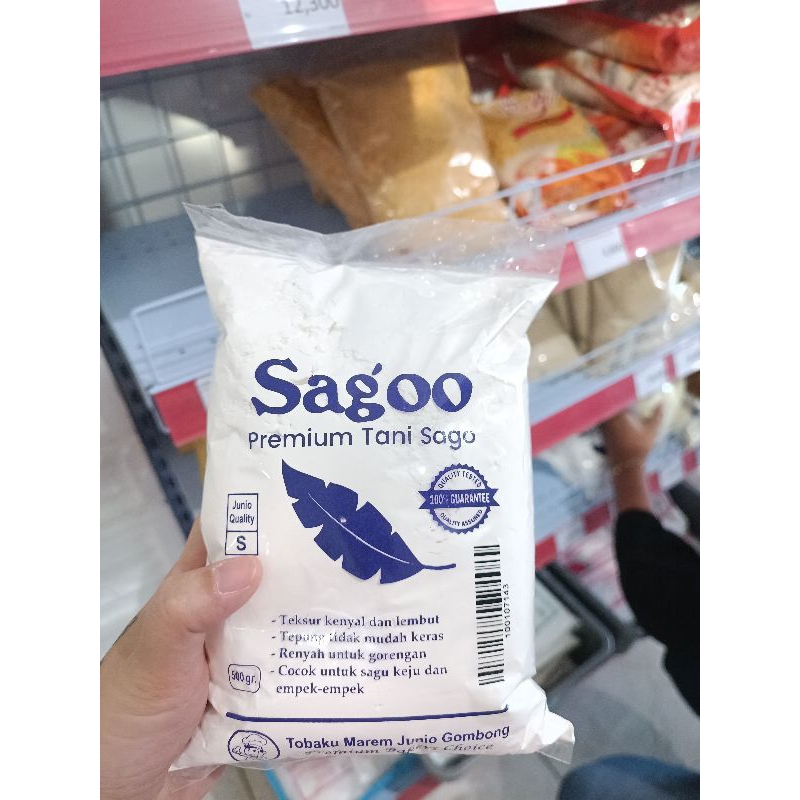 12,300
Sagoo
Premium Tani Sago
QUALITY TESTED
100% GUARANTEE
QUALITY ASSURED
Junio
Quality
S
- Teksur kenyal dan lembut
- Tepung tidak mudah keras
- Renyah untuk gorengan
- Cocok untuk sagu keju dan
empek-empek
500 gr.
100107143
Tobaku Marem Junio Gombong
Premium Bakers Choice